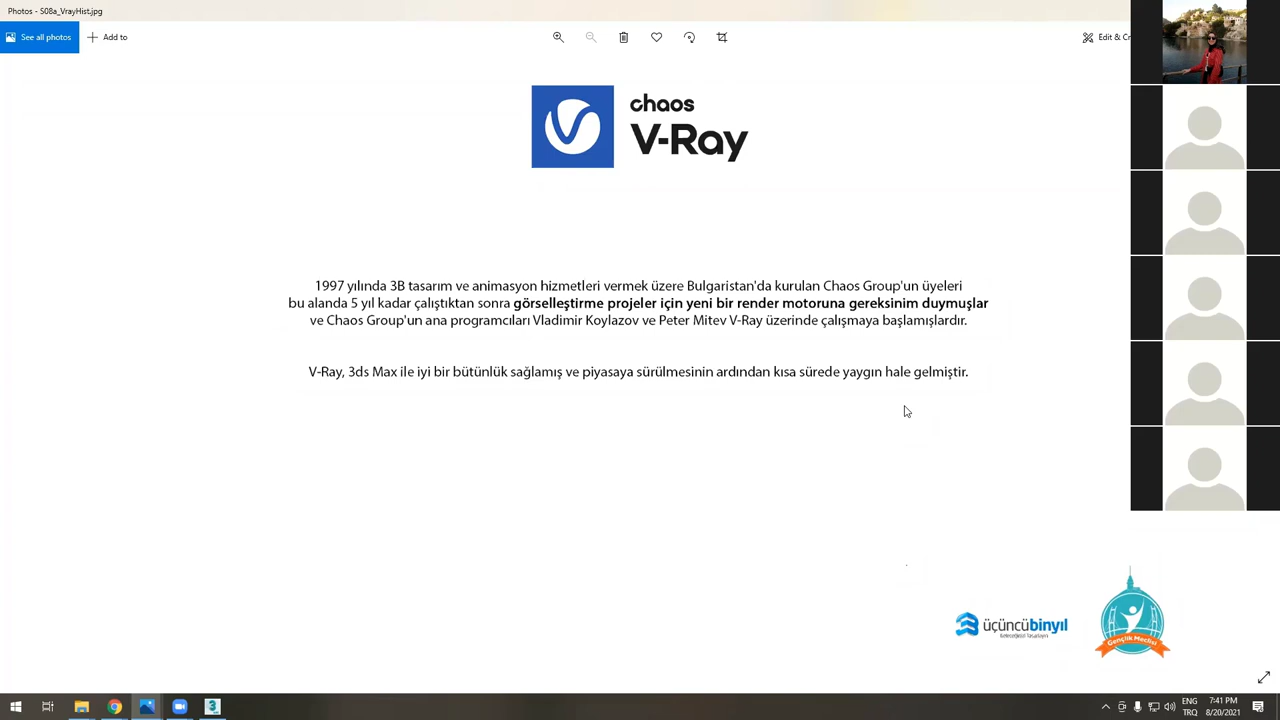 Photos - S08a_VrayHist.jpg
See all photos
Add to
Edit & Cr
chaos
V-Ray
1997 yılında 3B tasarım ve animasyon hizmetleri vermek üzere Bulgaristan'da kurulan Chaos Group'un üyeleri
bu alanda 5 yıl kadar çalıştıktan sonra görselleştirme projeler için yeni bir render motoruna gereksinim duymuşlar
ve Chaos Group'un ana programcıları Vladimir Koylazov ve Peter Mitev V-Ray üzerinde çalışmaya başlamışlardır.
V-Ray, 3ds Max ile iyi bir bütünlük sağlamış ve piyasaya sürülmesinin ardından kısa sürede yaygın hale gelmiştir.
üçüncübinyıl
Gençlik Meclisi
ENG
TRQ
7:41 PM
8/20/2021